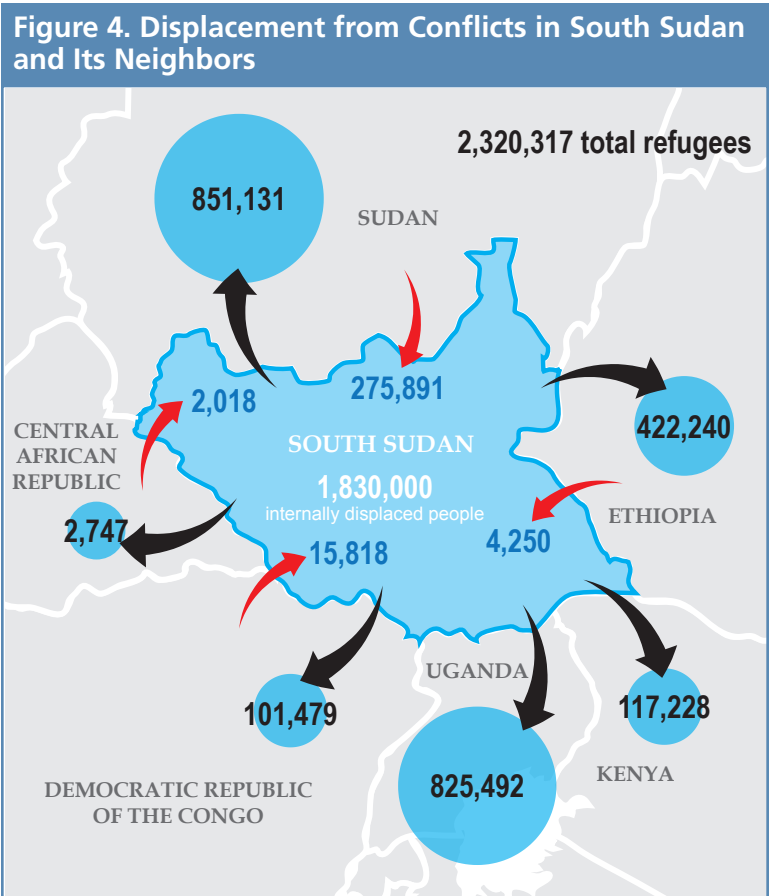 Figure 4. Displacement from Conflicts in South Sudan
and Its Neighbors
2,320,317 total refugees
851,131
SUDAN
2,018
275,891
422,240
CENTRAL
AFRICAN
REPUBLIC
SOUTH SUDAN
1,830,000
internally displaced people
2,747
15,818
4,250
ETHIOPIA
101,479
UGANDA
117,228
825,492
KENYA
DEMOCRATIC REPUBLIC
OF THE CONGO